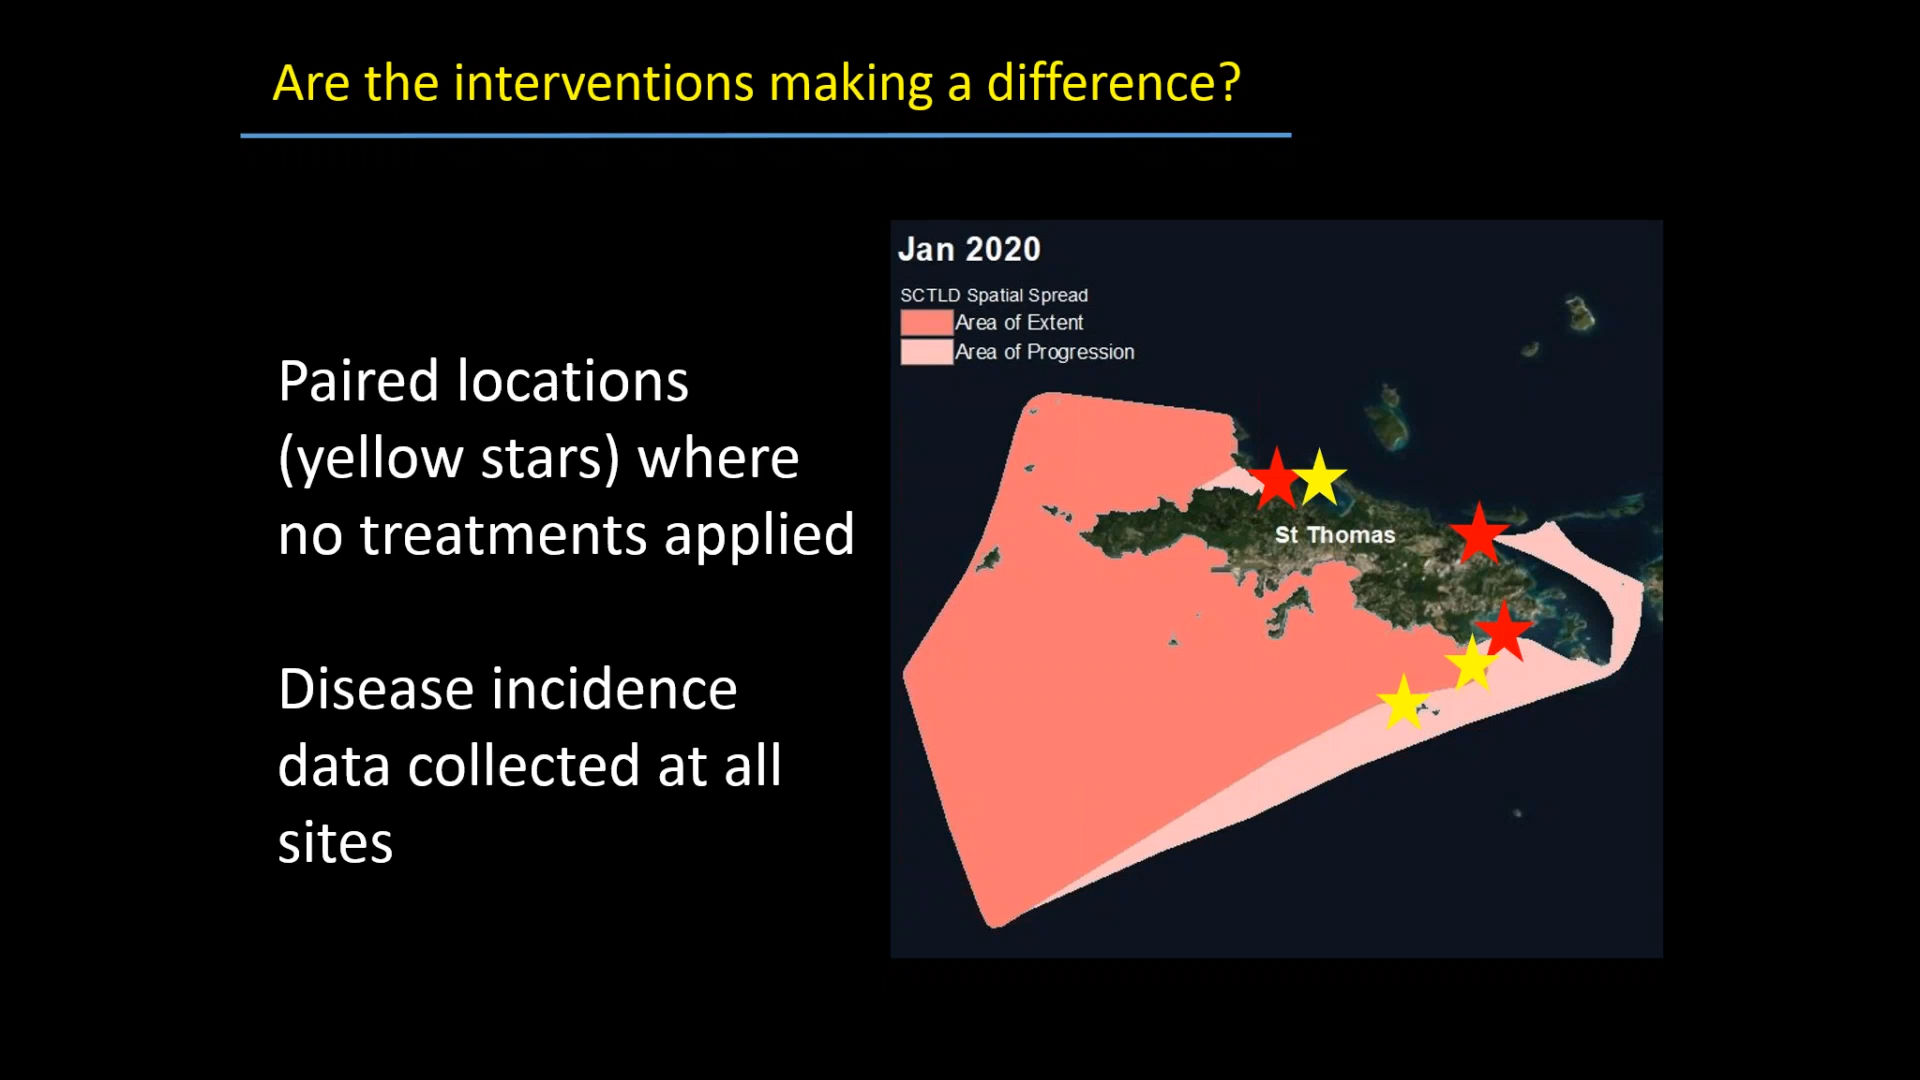 Are the interventions making a difference?
Paired locations
(yellow stars) where
no treatments applied
Disease incidence
data collected at all
sites
Jan 2020
SCTLD Spatial Spread
Area of Extent
Area of Progression
St Thomas